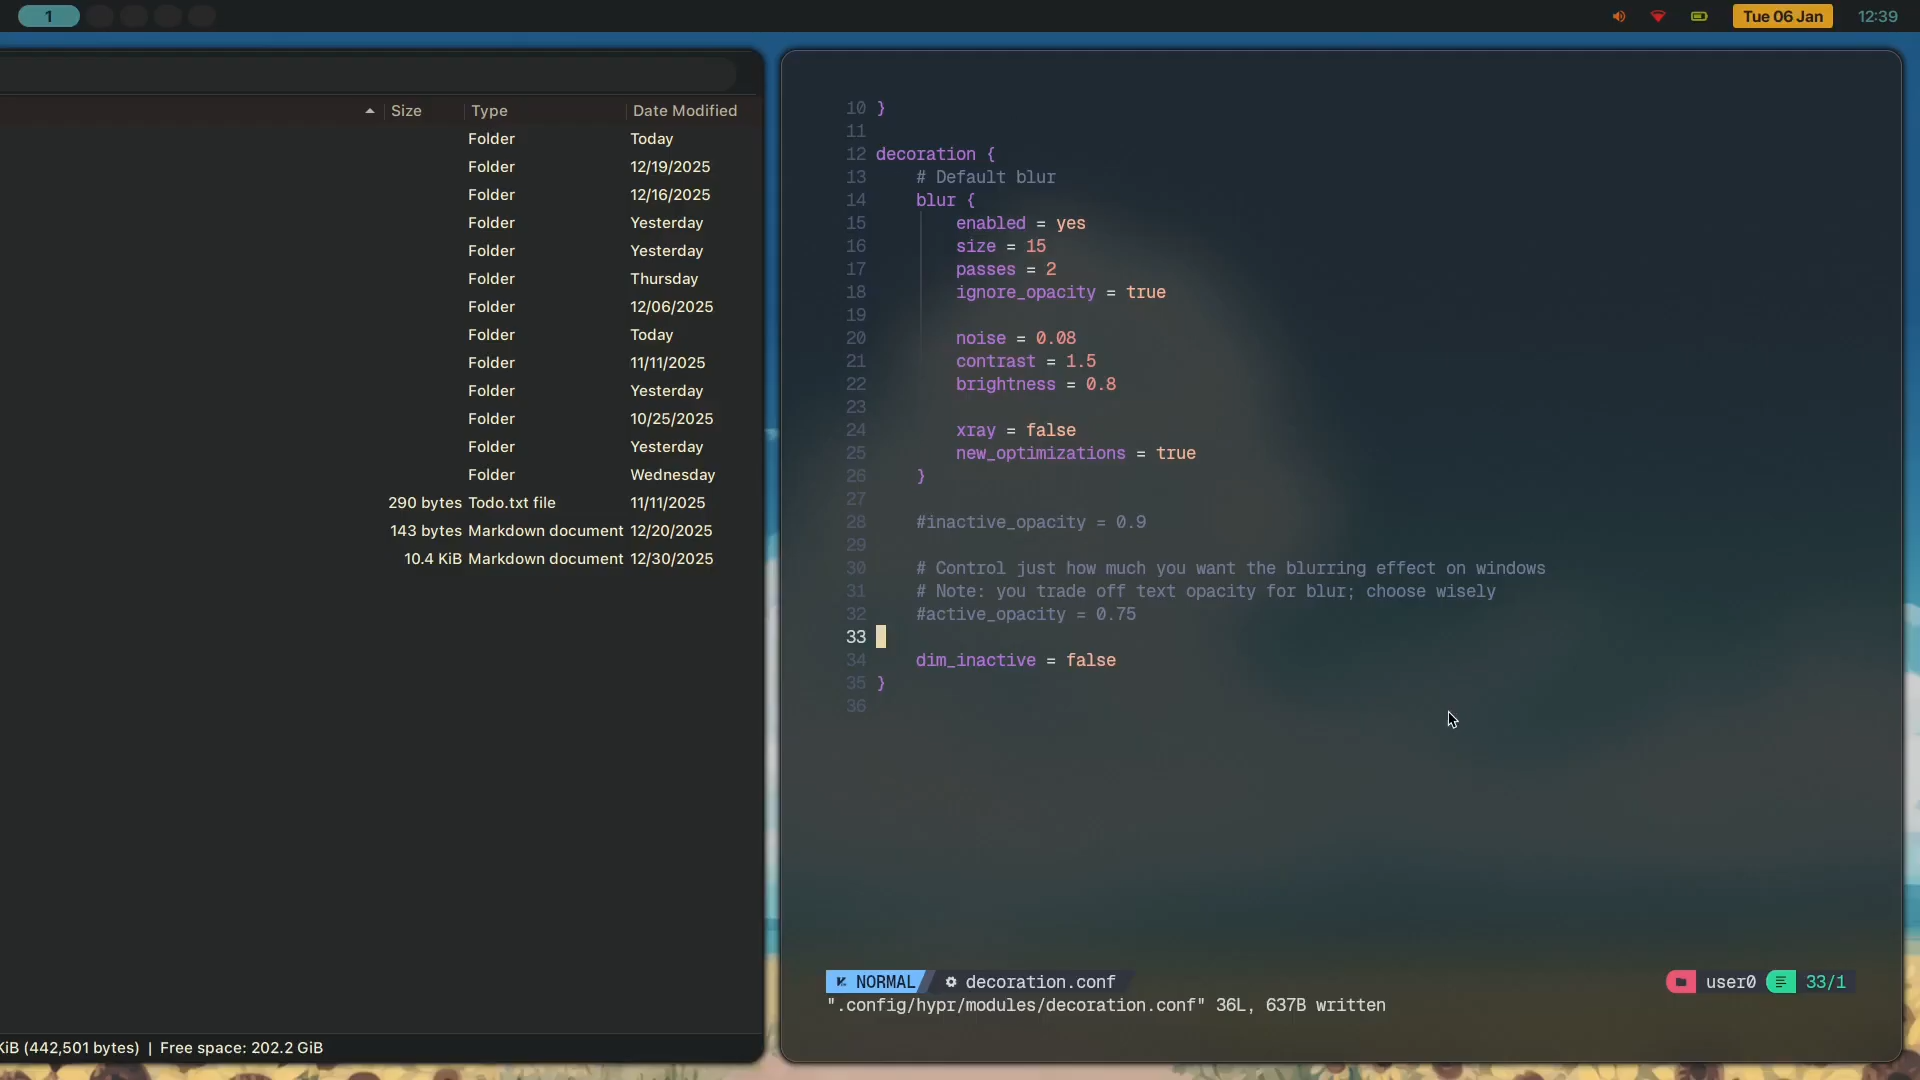 1
Tue 06 Jan
12:39
Size Type Date Modified
Folder Today
Folder 12/19/2025
Folder 12/16/2025
Folder Yesterday
Folder Yesterday
Folder Thursday
Folder 12/06/2025
Folder Today
Folder 11/11/2025
Folder Yesterday
Folder 10/25/2025
Folder Yesterday
Folder Wednesday
290 bytes Todo.txt file 11/11/2025
143 bytes Markdown document 12/20/2025
10.4 KiB Markdown document 12/30/2025
KiB (442,501 bytes) | Free space: 202.2 GiB
10 }
11
12 decoration {
13 # Default blur
14 blur {
15 enabled = yes
16 size = 15
17 passes = 2
18 ignore_opacity = true
19
20 noise = 0.08
21 contrast = 1.5
22 brightness = 0.8
23
24 xray = false
25 new_optimizations = true
26 }
27
28 #inactive_opacity = 0.9
29
30 # Control just how much you want the blurring effect on windows
31 # Note: you trade off text opacity for blur; choose wisely
32 #active_opacity = 0.75
33
34 dim_inactive = false
35 }
36
NORMAL decoration.conf user0 33/1
".config/hypr/modules/decoration.conf" 36L, 637B written